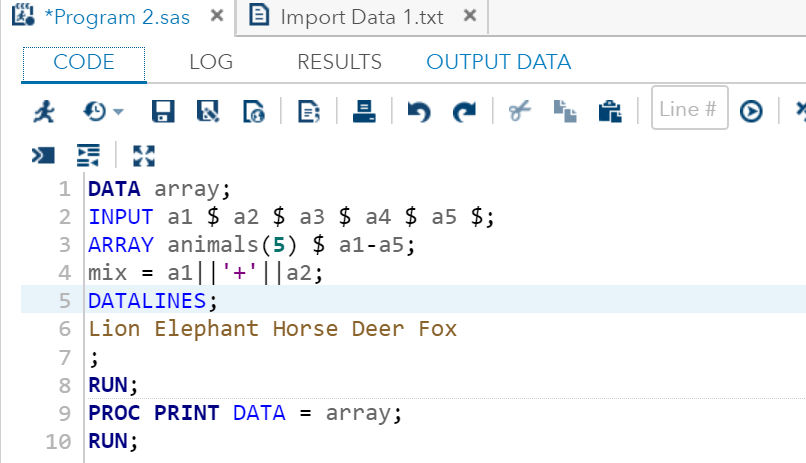 *Program 2.sas × Import Data 1.txt ×
CODE LOG RESULTS OUTPUT DATA
Line #
1 DATA array;
2 INPUT a1 $ a2 $ a3 $ a4 $ a5 $;
3 ARRAY animals(5) $ a1-a5;
4 mix = a1||'+'||a2;
5 DATALINES;
6 Lion Elephant Horse Deer Fox
7 ;
8 RUN;
9 PROC PRINT DATA = array;
10 RUN;